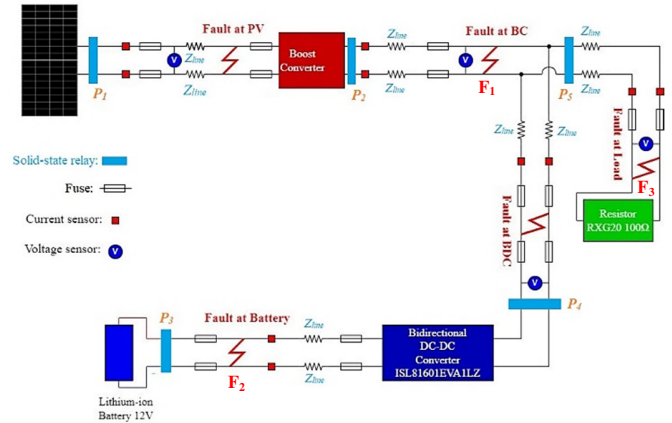 Fault at PV
Fault at BC
V
Zline
Zline
Boost
Converter
Zline
Zline
V
F1
Zline
Zline
P1
P2
P5
Zline
Zline
Fault at Load
V
F3
Resistor
RXG20 100Ω
Solid-state relay:
Fuse:
Current sensor:
Voltage sensor:
V
Fault at BDC
V
P4
P3
Fault at Battery
Zline
Zline
F2
Bidirectional
DC-DC
Converter
ISL81601EVA1LZ
Lithium-ion
Battery 12V